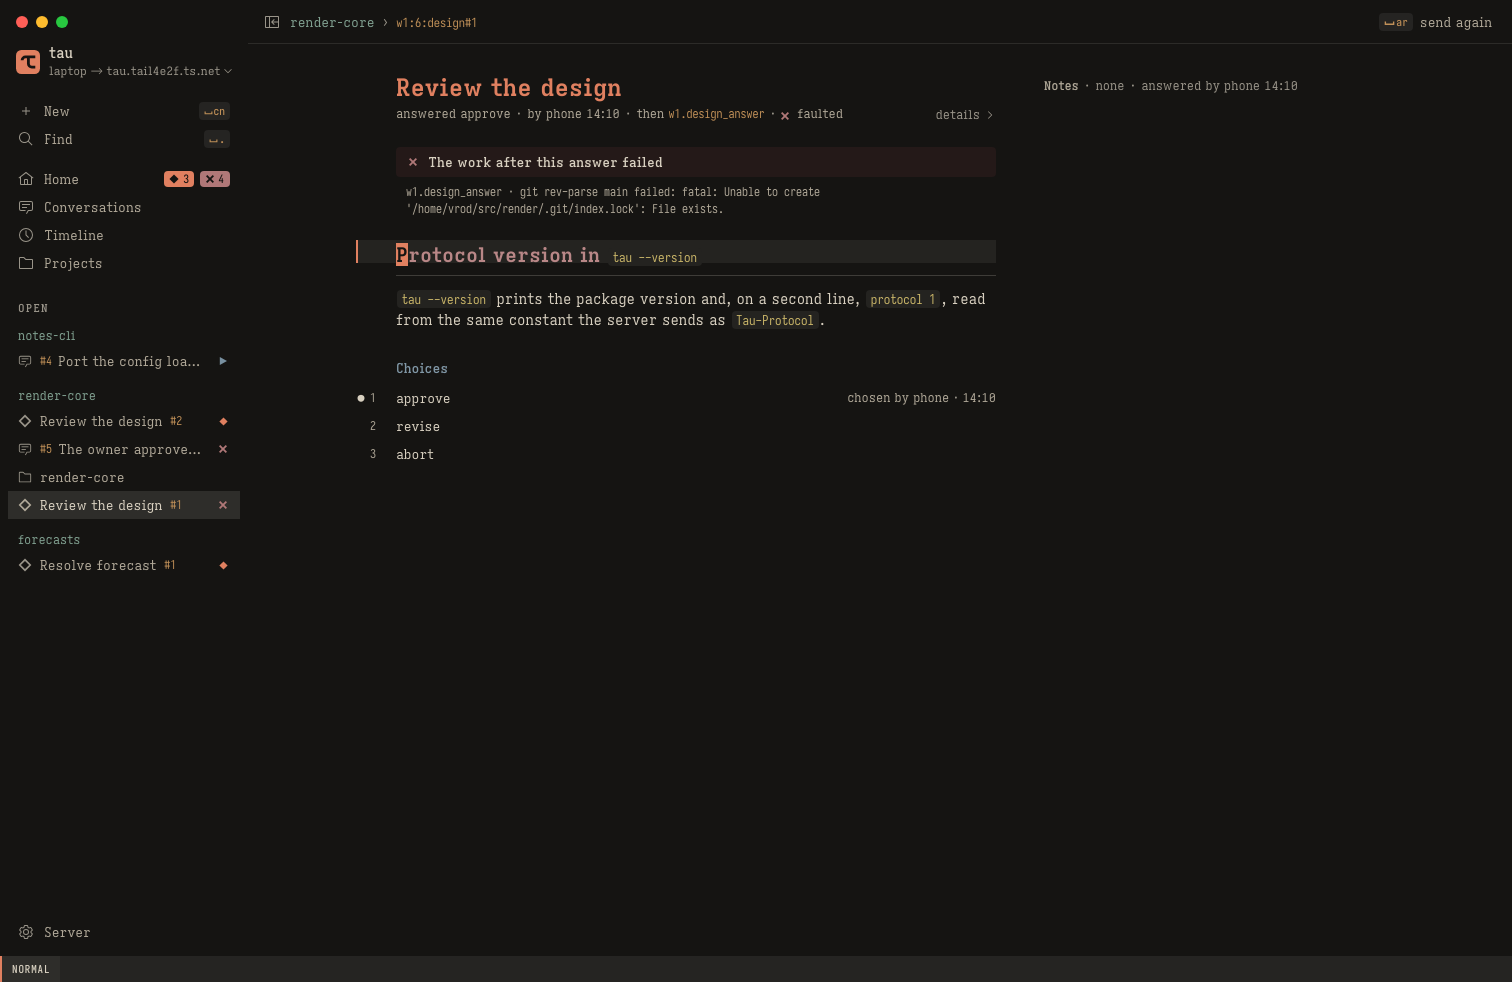 render-core › w1:6:design#1
ar send again
tau
laptop → tau.tail4e2f.ts.net
+ New cn
Find .
Home 3 4
Conversations
Timeline
Projects
OPEN
notes-cli
#4 Port the config loa...
render-core
Review the design #2
#5 The owner approve...
render-core
Review the design #1
forecasts
Resolve forecast #1
Server
NORMAL
Review the design
answered approve · by phone 14:10 · then w1.design_answer · × faulted
details >
× The work after this answer failed
w1.design_answer · git rev-parse main failed: fatal: Unable to create
'/home/vrod/src/render/.git/index.lock': File exists.
Protocol version in tau --version
tau --version prints the package version and, on a second line, protocol 1, read
from the same constant the server sends as Tau-Protocol.
Choices
● 1 approve chosen by phone · 14:10
2 revise
3 abort
Notes · none · answered by phone 14:10